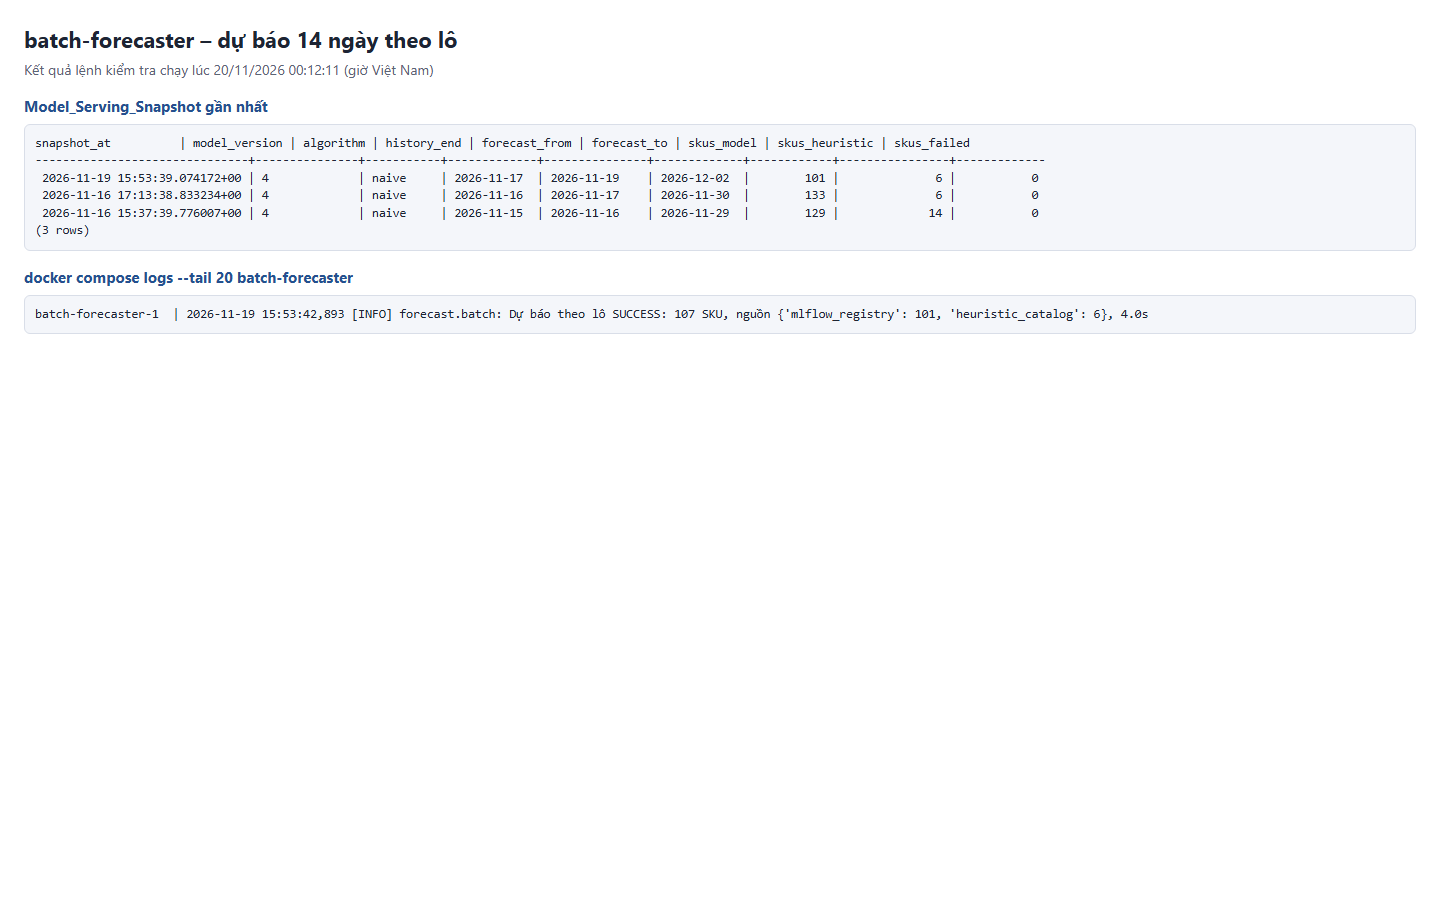 batch-forecaster – dự báo 14 ngày theo lô
Kết quả lệnh kiểm tra chạy lúc 20/11/2026 00:12:11 (giờ Việt Nam)
Model_Serving_Snapshot gần nhất
snapshot_at | model_version | algorithm | history_end | forecast_from | forecast_to | skus_model | skus_heuristic | skus_failed
-------------------------------+---------------+-----------+-------------+---------------+-------------+------------+----------------+-------------
2026-11-19 15:53:39.074172+00 | 4 | naive | 2026-11-17 | 2026-11-19 | 2026-12-02 | 101 | 6 | 0
2026-11-16 17:13:38.833234+00 | 4 | naive | 2026-11-16 | 2026-11-17 | 2026-11-30 | 133 | 6 | 0
2026-11-16 15:37:39.776007+00 | 4 | naive | 2026-11-15 | 2026-11-16 | 2026-11-29 | 129 | 14 | 0
(3 rows)
docker compose logs --tail 20 batch-forecaster
batch-forecaster-1 | 2026-11-19 15:53:42,893 [INFO] forecast.batch: Dự báo theo lô SUCCESS: 107 SKU, nguồn {'mlflow_registry': 101, 'heuristic_catalog': 6}, 4.0s